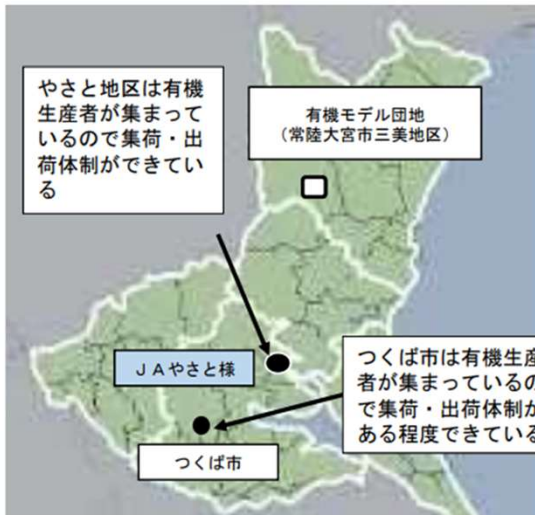 やさと地区は有機
生産者が集まって
いるので集荷・出
荷体制ができてい
る
有機モデル団地
（常陸大宮市三美地区）
ＪＡやさと様
つくば市は有機生産
者が集まっているの
で集荷・出荷体制が
ある程度できている
つくば市